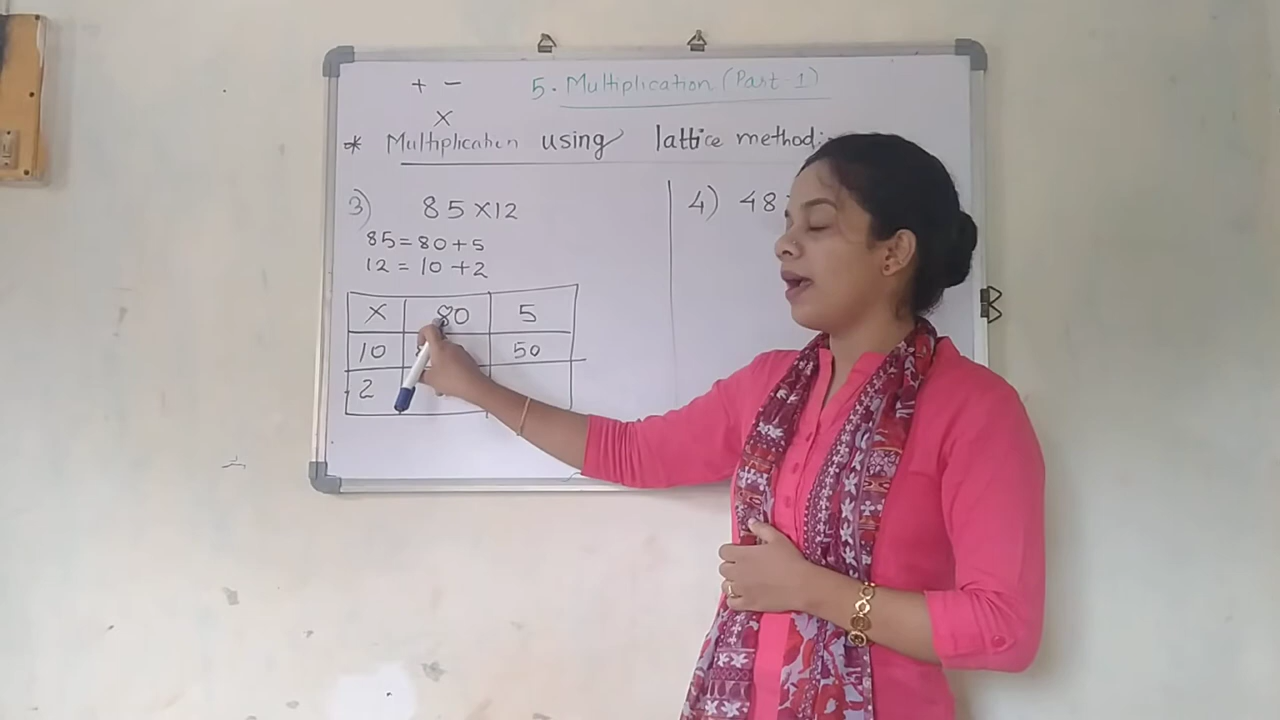 + -
5. Multiplication (Part-1)
x
* Multiplication using lattice method:-
3) 85 x12
85 = 80 + 5
12 = 10 + 2
x 80 5
10 50
2
4) 48